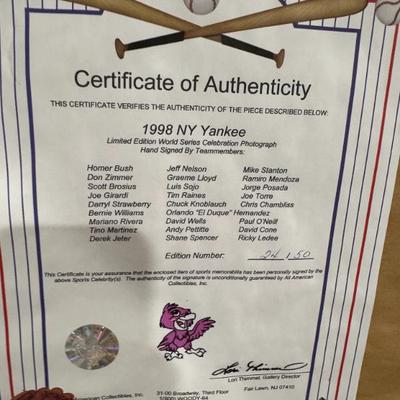 Certificate of Authenticity
THIS CERTIFICATE VERIFIES THE AUTHENTICITY OF THE PIECE DESCRIBED BELOW:
1998 NY Yankee
Limited Edition World Series Celebration Photograph
Hand Signed By Teammembers:
Homer Bush Jeff Nelson Mike Stanton
Don Zimmer Graeme Lloyd Ramiro Mendoza
Scott Brosius Luis Sojo Jorge Posada
Joe Girardi Tim Raines Joe Torre
Darryl Strawberry Chuck Knoblauch Chris Chambliss
Bernie Williams Orlando "El Duque" Hernandez
Mariano Rivera David Wells Paul O'Neill
Tino Martinez Andy Pettitte David Cone
Derek Jeter Shane Spencer Ricky Ledee
Edition Number: 24 150
This Certificate is your assurance that the enclosed item of sports memorabilia has been personally signed by the
above Sports Celebrity(s). The authenticity of the signature is unconditionally guaranteed by All American
Collectibles, Inc.
Lori Thimmel, Gallery Director
American Collectibles, Inc. 31-00 Broadway, Third Floor Fair Lawn, NJ 07410
1(800) WOODY-64